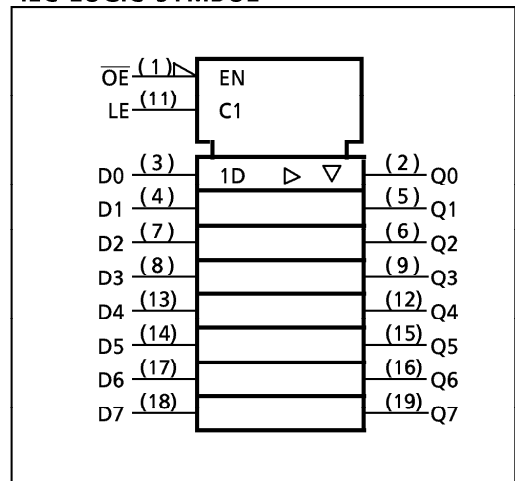 IEC LOGIC SYMBOL
OE (1) EN
LE (11) C1
D0 (3) 1D (2) Q0
D1 (4) (5) Q1
D2 (7) (6) Q2
D3 (8) (9) Q3
D4 (13) (12) Q4
D5 (14) (15) Q5
D6 (17) (16) Q6
D7 (18) (19) Q7